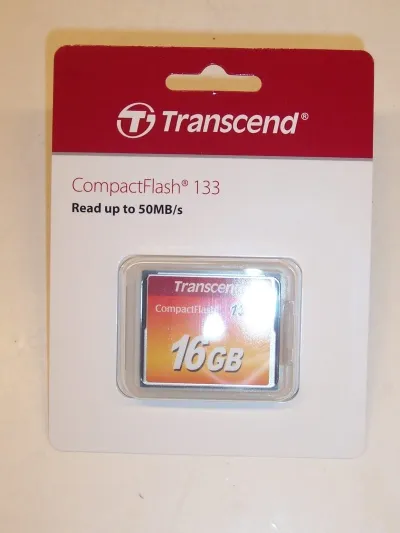 Transcend®
CompactFlash® 133
Read up to 50MB/s
Transcend
CompactFlash®
16GB